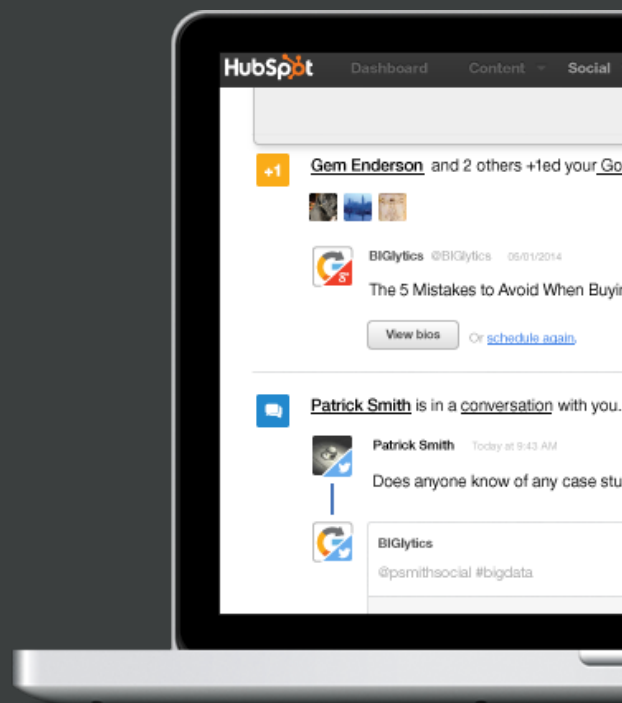 HubSpot Dashboard Content Social
+1 Gem Enderson and 2 others +1ed your Go
BIGlytics @BIGlytics 05/01/2014
g+
The 5 Mistakes to Avoid When Buyi
View bios Or schedule again.
Patrick Smith is in a conversation with you.
Patrick Smith Today at 9:43 AM
Does anyone know of any case stu
BIGlytics
@psmithsocial #bigdata